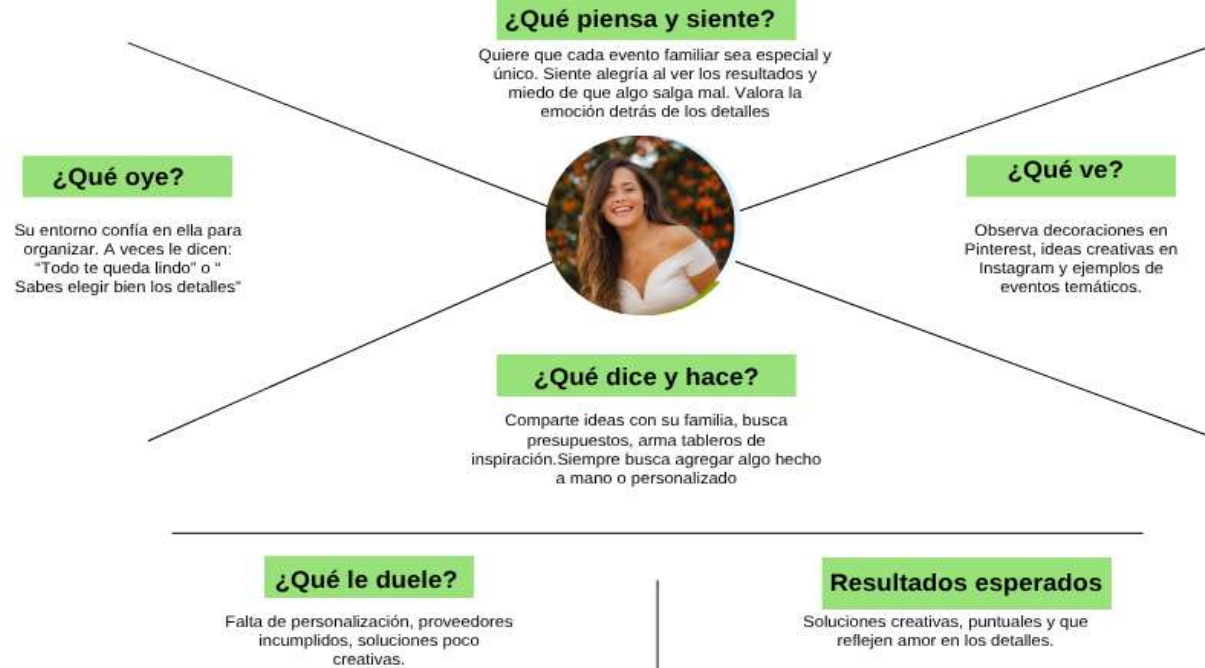 ¿Qué piensa y siente?
Quiere que cada evento familiar sea especial y
único. Siente alegría al ver los resultados y
miedo de que algo salga mal. Valora la
emoción detrás de los detalles
¿Qué oye?
Su entorno confía en ella para
organizar. A veces le dicen:
“Todo te queda lindo” o “
Sabes elegir bien los detalles”
¿Qué ve?
Observa decoraciones en
Pinterest, ideas creativas en
Instagram y ejemplos de
eventos temáticos.
¿Qué dice y hace?
Comparte ideas con su familia, busca
presupuestos, arma tableros de
inspiración.Siempre busca agregar algo hecho
a mano o personalizado
¿Qué le duele?
Falta de personalización, proveedores
incumplidos, soluciones poco
creativas.
Resultados esperados
Soluciones creativas, puntuales y que
reflejen amor en los detalles.